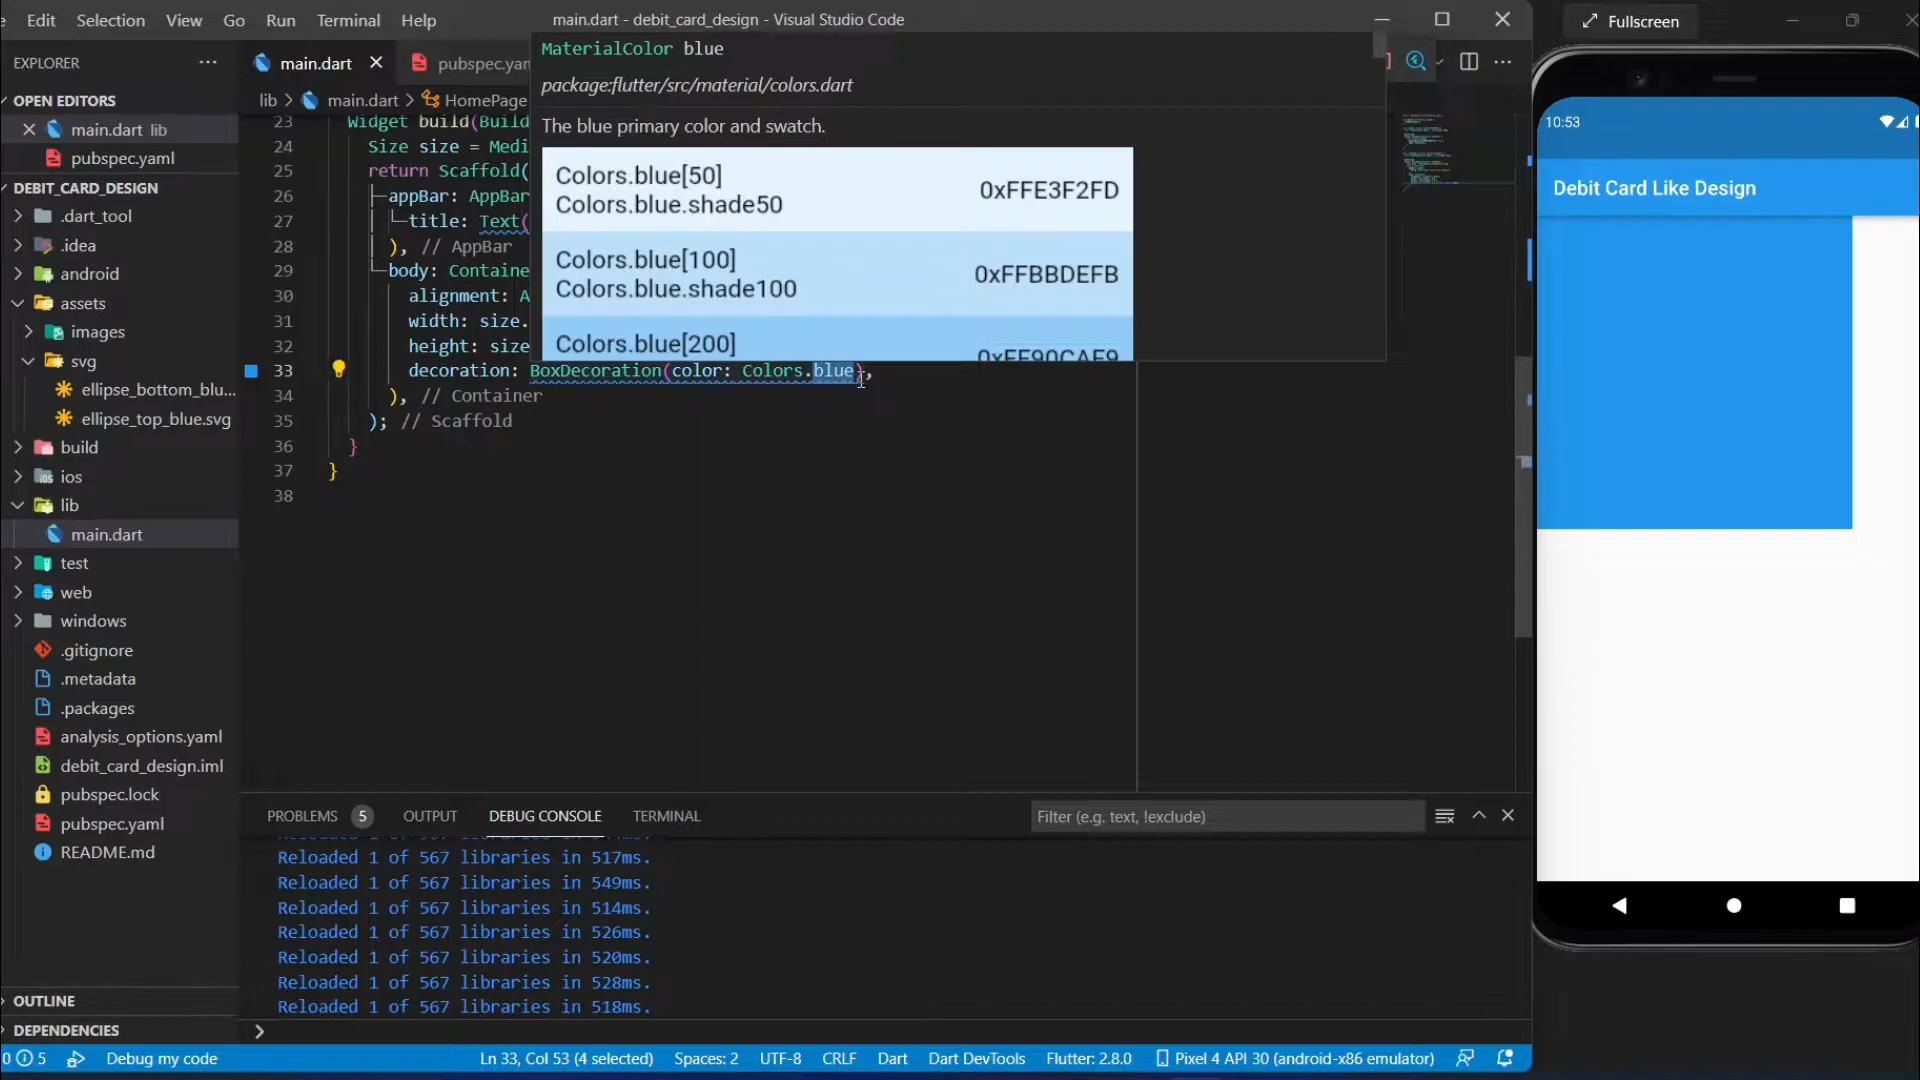 Edit Selection View Go Run Terminal Help
main.dart - debit_card_design - Visual Studio Code
Fullscreen
EXPLORER
OPEN EDITORS
main.dart lib
pubspec.yaml
DEBIT_CARD_DESIGN
.dart_tool
.idea
android
assets
images
svg
ellipse_bottom_blu...
ellipse_top_blue.svg
build
ios
lib
main.dart
test
web
windows
.gitignore
.metadata
.packages
analysis_options.yaml
debit_card_design.iml
pubspec.lock
pubspec.yaml
README.md
OUTLINE
DEPENDENCIES
main.dart
pubspec.yam
lib > main.dart > HomePage
23 Widget build(Build
24 Size size = Medi
25 return Scaffold(
26 appBar: AppBar
27 title: Text(
28 ), // AppBar
29 body: Containe
30 alignment: A
31 width: size.
32 height: size
33 decoration: BoxDecoration(color: Colors.blue),
34 ), // Container
35 ); // Scaffold
36 }
37 }
38
MaterialColor blue
package:flutter/src/material/colors.dart
The blue primary color and swatch.
Colors.blue[50]
Colors.blue.shade50
0xFFE3F2FD
Colors.blue[100]
Colors.blue.shade100
0xFFBBDEFB
Colors.blue[200]
0xFF90CAF9
PROBLEMS 5 OUTPUT DEBUG CONSOLE TERMINAL
Filter (e.g. text, !exclude)
Reloaded 1 of 567 libraries in 517ms.
Reloaded 1 of 567 libraries in 549ms.
Reloaded 1 of 567 libraries in 514ms.
Reloaded 1 of 567 libraries in 526ms.
Reloaded 1 of 567 libraries in 520ms.
Reloaded 1 of 567 libraries in 528ms.
Reloaded 1 of 567 libraries in 518ms.
0 5 Debug my code
Ln 33, Col 53 (4 selected) Spaces: 2 UTF-8 CRLF Dart Dart DevTools Flutter: 2.8.0 Pixel 4 API 30 (android-x86 emulator)
10:53
Debit Card Like Design